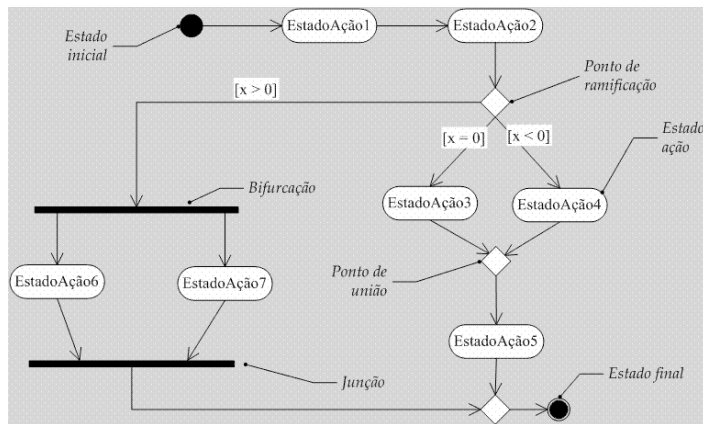 Estado
inicial
EstadoAção1
EstadoAção2
Ponto de
ramificação
[x > 0]
[x = 0]
[x < 0]
Estado
ação
Bifurcação
EstadoAção3
EstadoAção4
EstadoAção6
EstadoAção7
Ponto de
união
EstadoAção5
Junção
Estado final